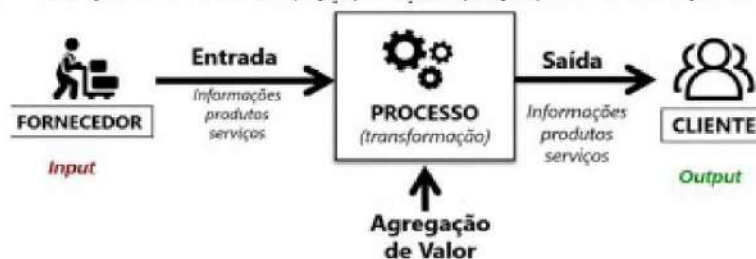 FORNECEDOR
Input
Entrada
Informações
produtos
serviços
PROCESSO
(transformação)
Agregação
de Valor
Saída
Informações
produtos
serviços
CLIENTE
Output